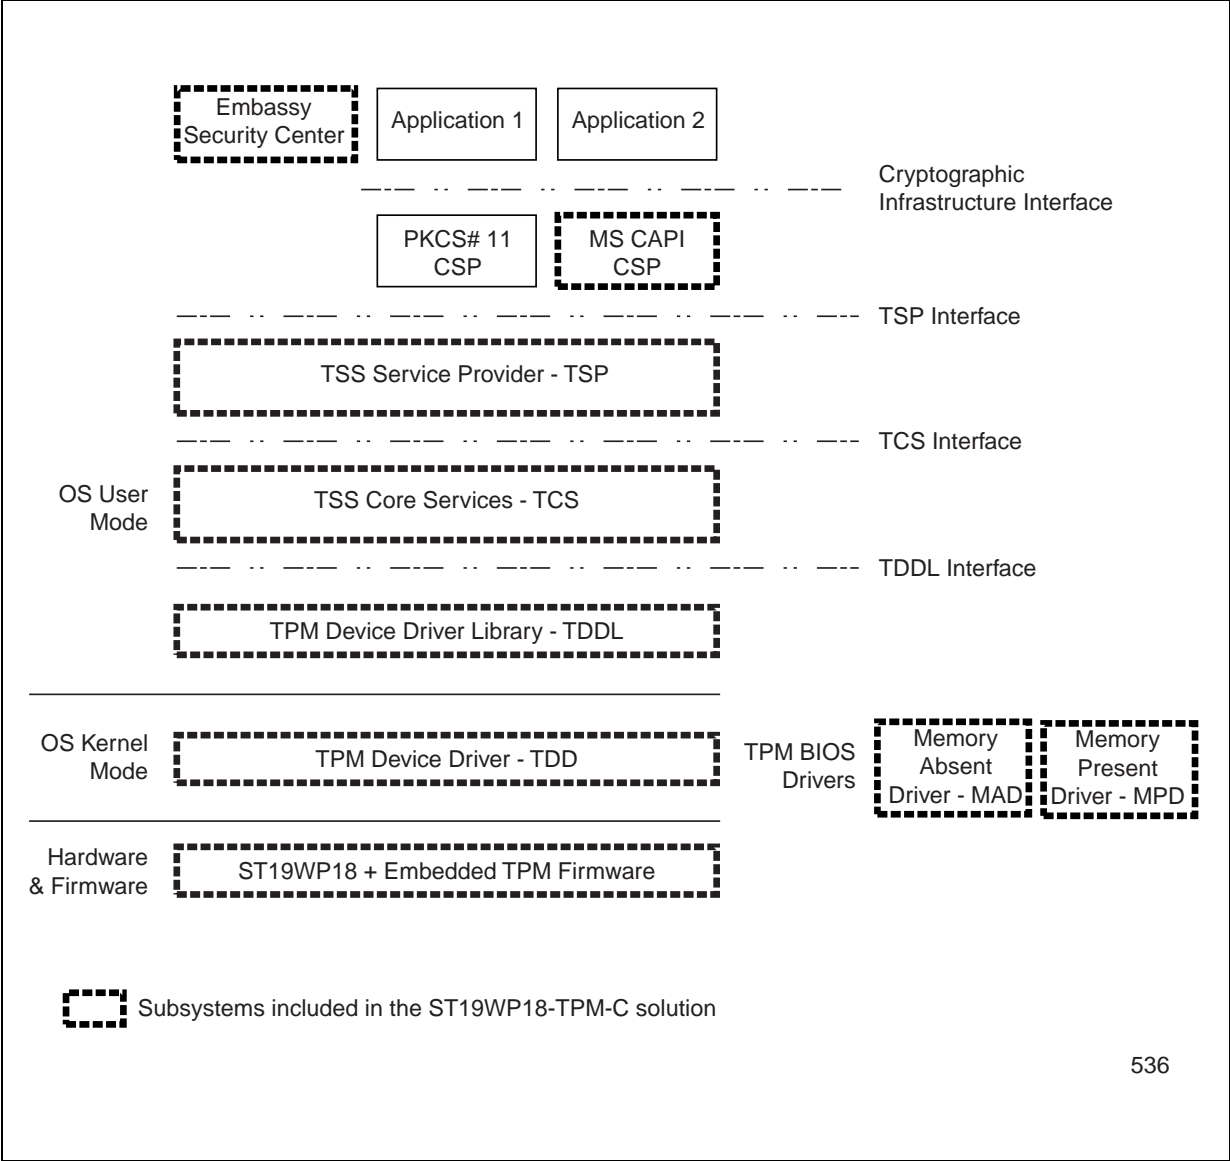 Embassy
Security Center
Application 1
Application 2
Cryptographic
Infrastructure Interface
PKCS# 11
CSP
MS CAPI
CSP
TSP Interface
TSS Service Provider - TSP
TCS Interface
OS User
Mode
TSS Core Services - TCS
TDDL Interface
TPM Device Driver Library - TDDL
OS Kernel
Mode
TPM Device Driver - TDD
TPM BIOS
Drivers
Memory
Absent
Driver - MAD
Memory
Present
Driver - MPD
Hardware
& Firmware
ST19WP18 + Embedded TPM Firmware
Subsystems included in the ST19WP18-TPM-C solution
536